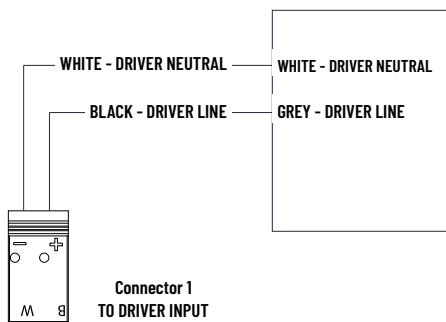 WHITE - DRIVER NEUTRAL WHITE - DRIVER NEUTRAL
BLACK - DRIVER LINE GREY - DRIVER LINE
− +
W B
Connector 1
TO DRIVER INPUT